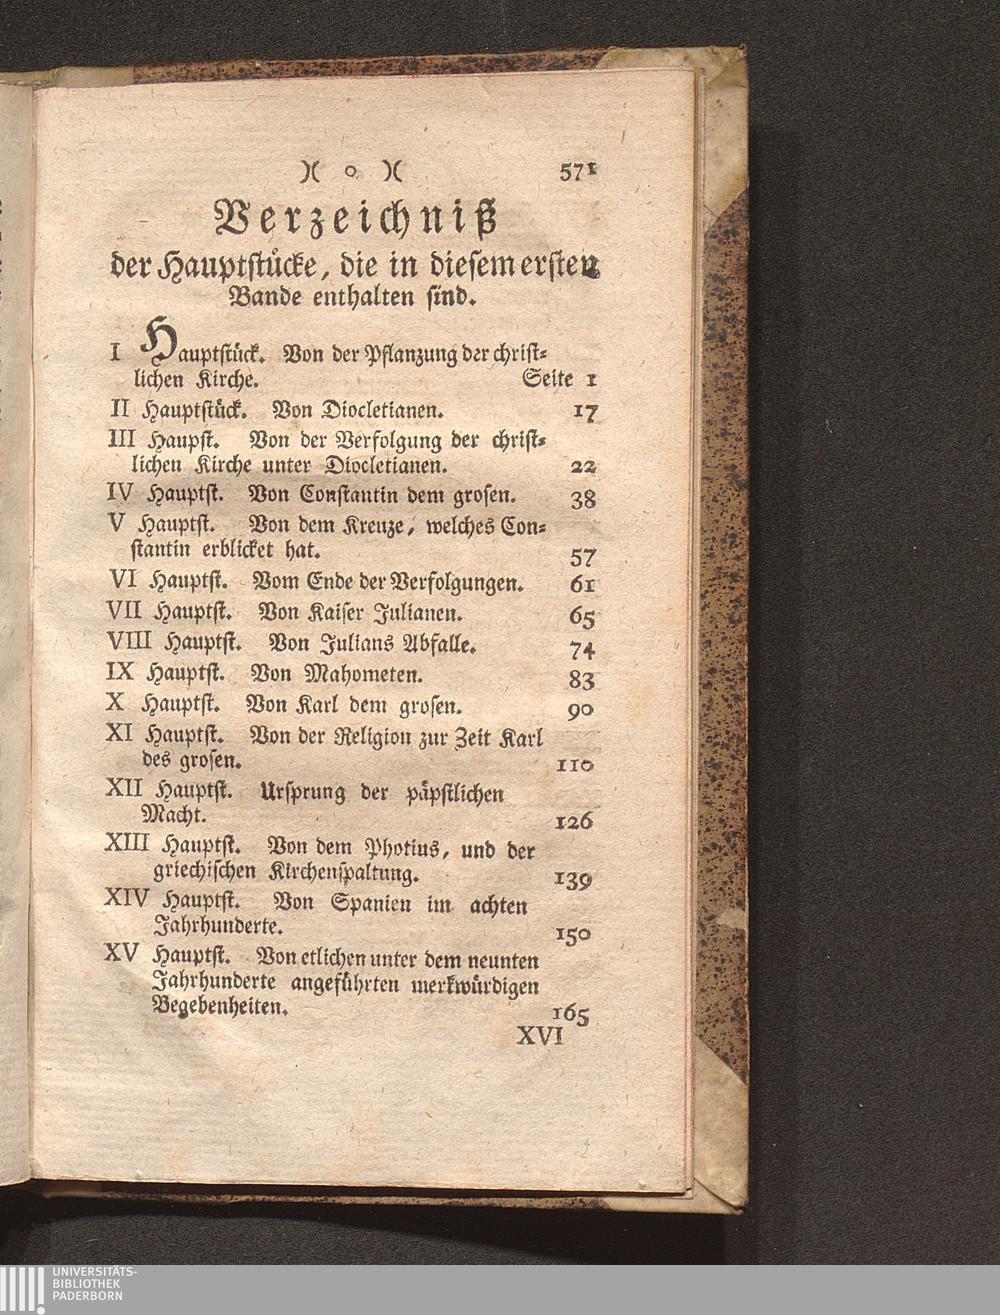 )( o )( 571
Verzeichniß
der Hauptstücke, die in diesem ersten
Bande enthalten sind.
I Hauptstück. Von der Pflanzung der christ-
lichen Kirche. Seite 1
II Hauptstück. Von Diocletianen. 17
III Haupst. Von der Verfolgung der christ-
lichen Kirche unter Diocletianen. 22
IV Hauptst. Von Constantin dem grosen. 38
V Hauptst. Von dem Kreuze, welches Con-
stantin erblicket hat. 57
VI Hauptst. Vom Ende der Verfolgungen. 61
VII Hauptst. Von Kaiser Julianen. 65
VIII Hauptst. Von Julians Abfalle. 74
IX Hauptst. Von Mahometen. 83
X Hauptst. Von Karl dem grosen. 90
XI Hauptst. Von der Religion zur Zeit Karl
des grosen. 110
XII Hauptst. Ursprung der päpstlichen
Macht. 126
XIII Hauptst. Von dem Photius, und der
griechischen Kirchenspaltung. 139
XIV Hauptst. Von Spanien im achten
Jahrhunderte. 150
XV Hauptst. Von etlichen unter dem neunten
Jahrhunderte angeführten merkwürdigen
Begebenheiten. 165
XVI
UNIVERSITÄTS-
BIBLIOTHEK
PADERBORN